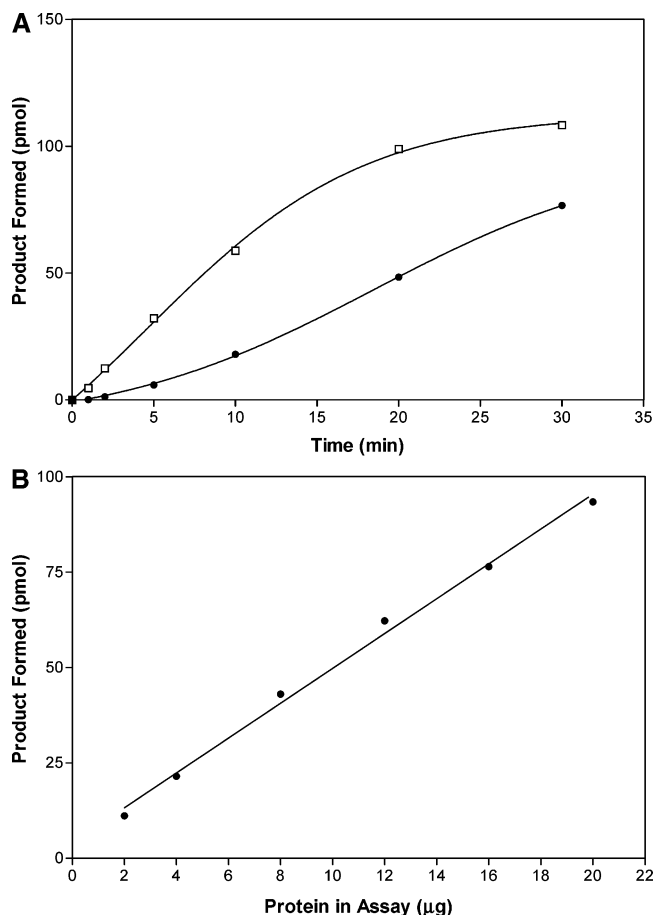 A
150
100
50
0
Product Formed (pmol)
0 5 10 15 20 25 30 35
Time (min)
B
100
75
50
25
0
Product Formed (pmol)
0 2 4 6 8 10 12 14 16 18 20 22
Protein in Assay (μg)